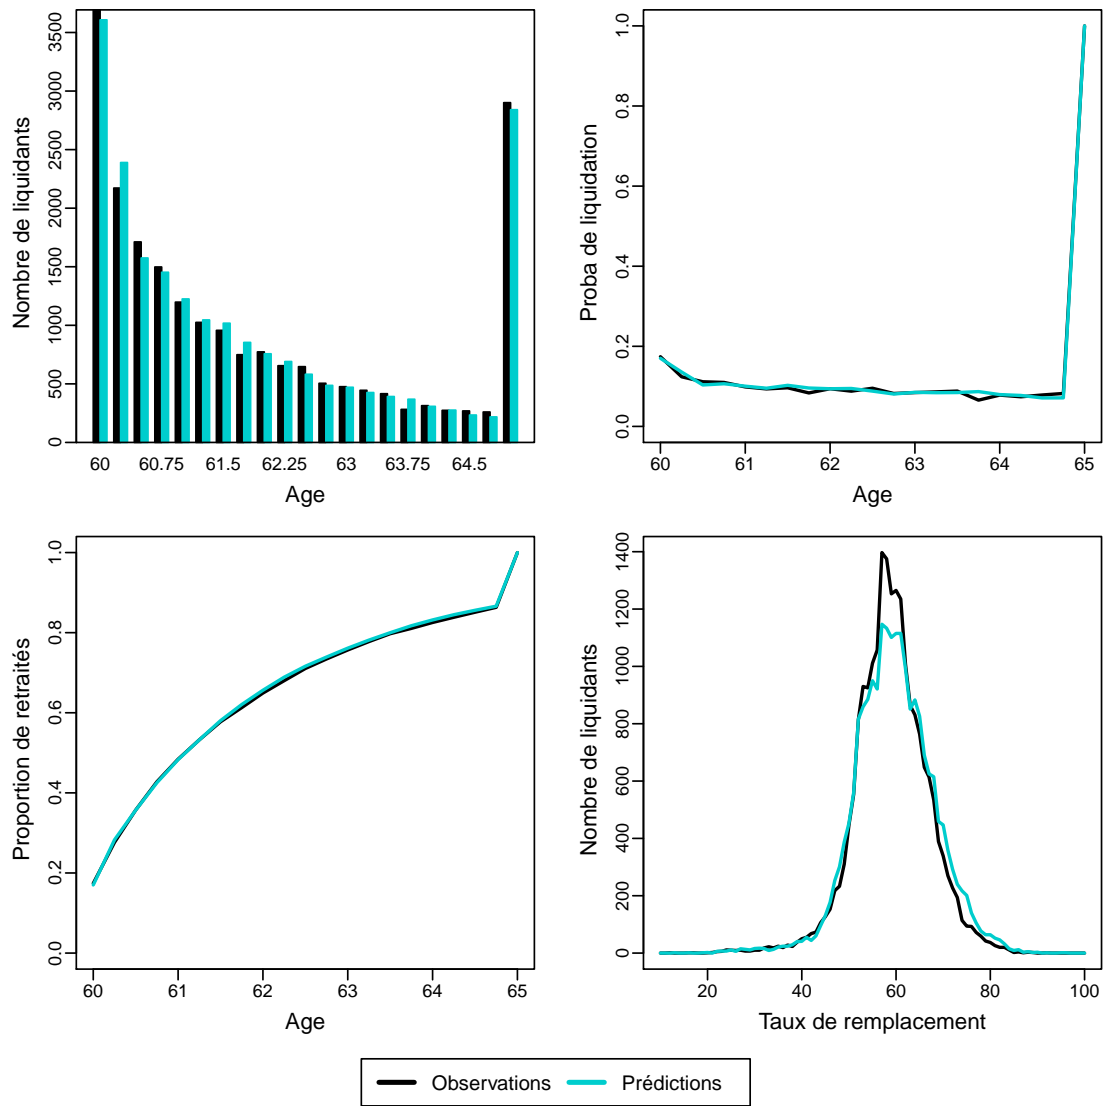 Nombre de liquidants
0 500 1000 1500 2000 2500 3000 3500
60 60.75 61.5 62.25 63 63.75 64.5
Age
Proba de liquidation
0.0 0.2 0.4 0.6 0.8 1.0
60 61 62 63 64 65
Age
Proportion de retraités
0.0 0.2 0.4 0.6 0.8 1.0
60 61 62 63 64 65
Age
Nombre de liquidants
0 200 400 600 800 1000 1200 1400
20 40 60 80 100
Taux de remplacement
Observations Prédictions